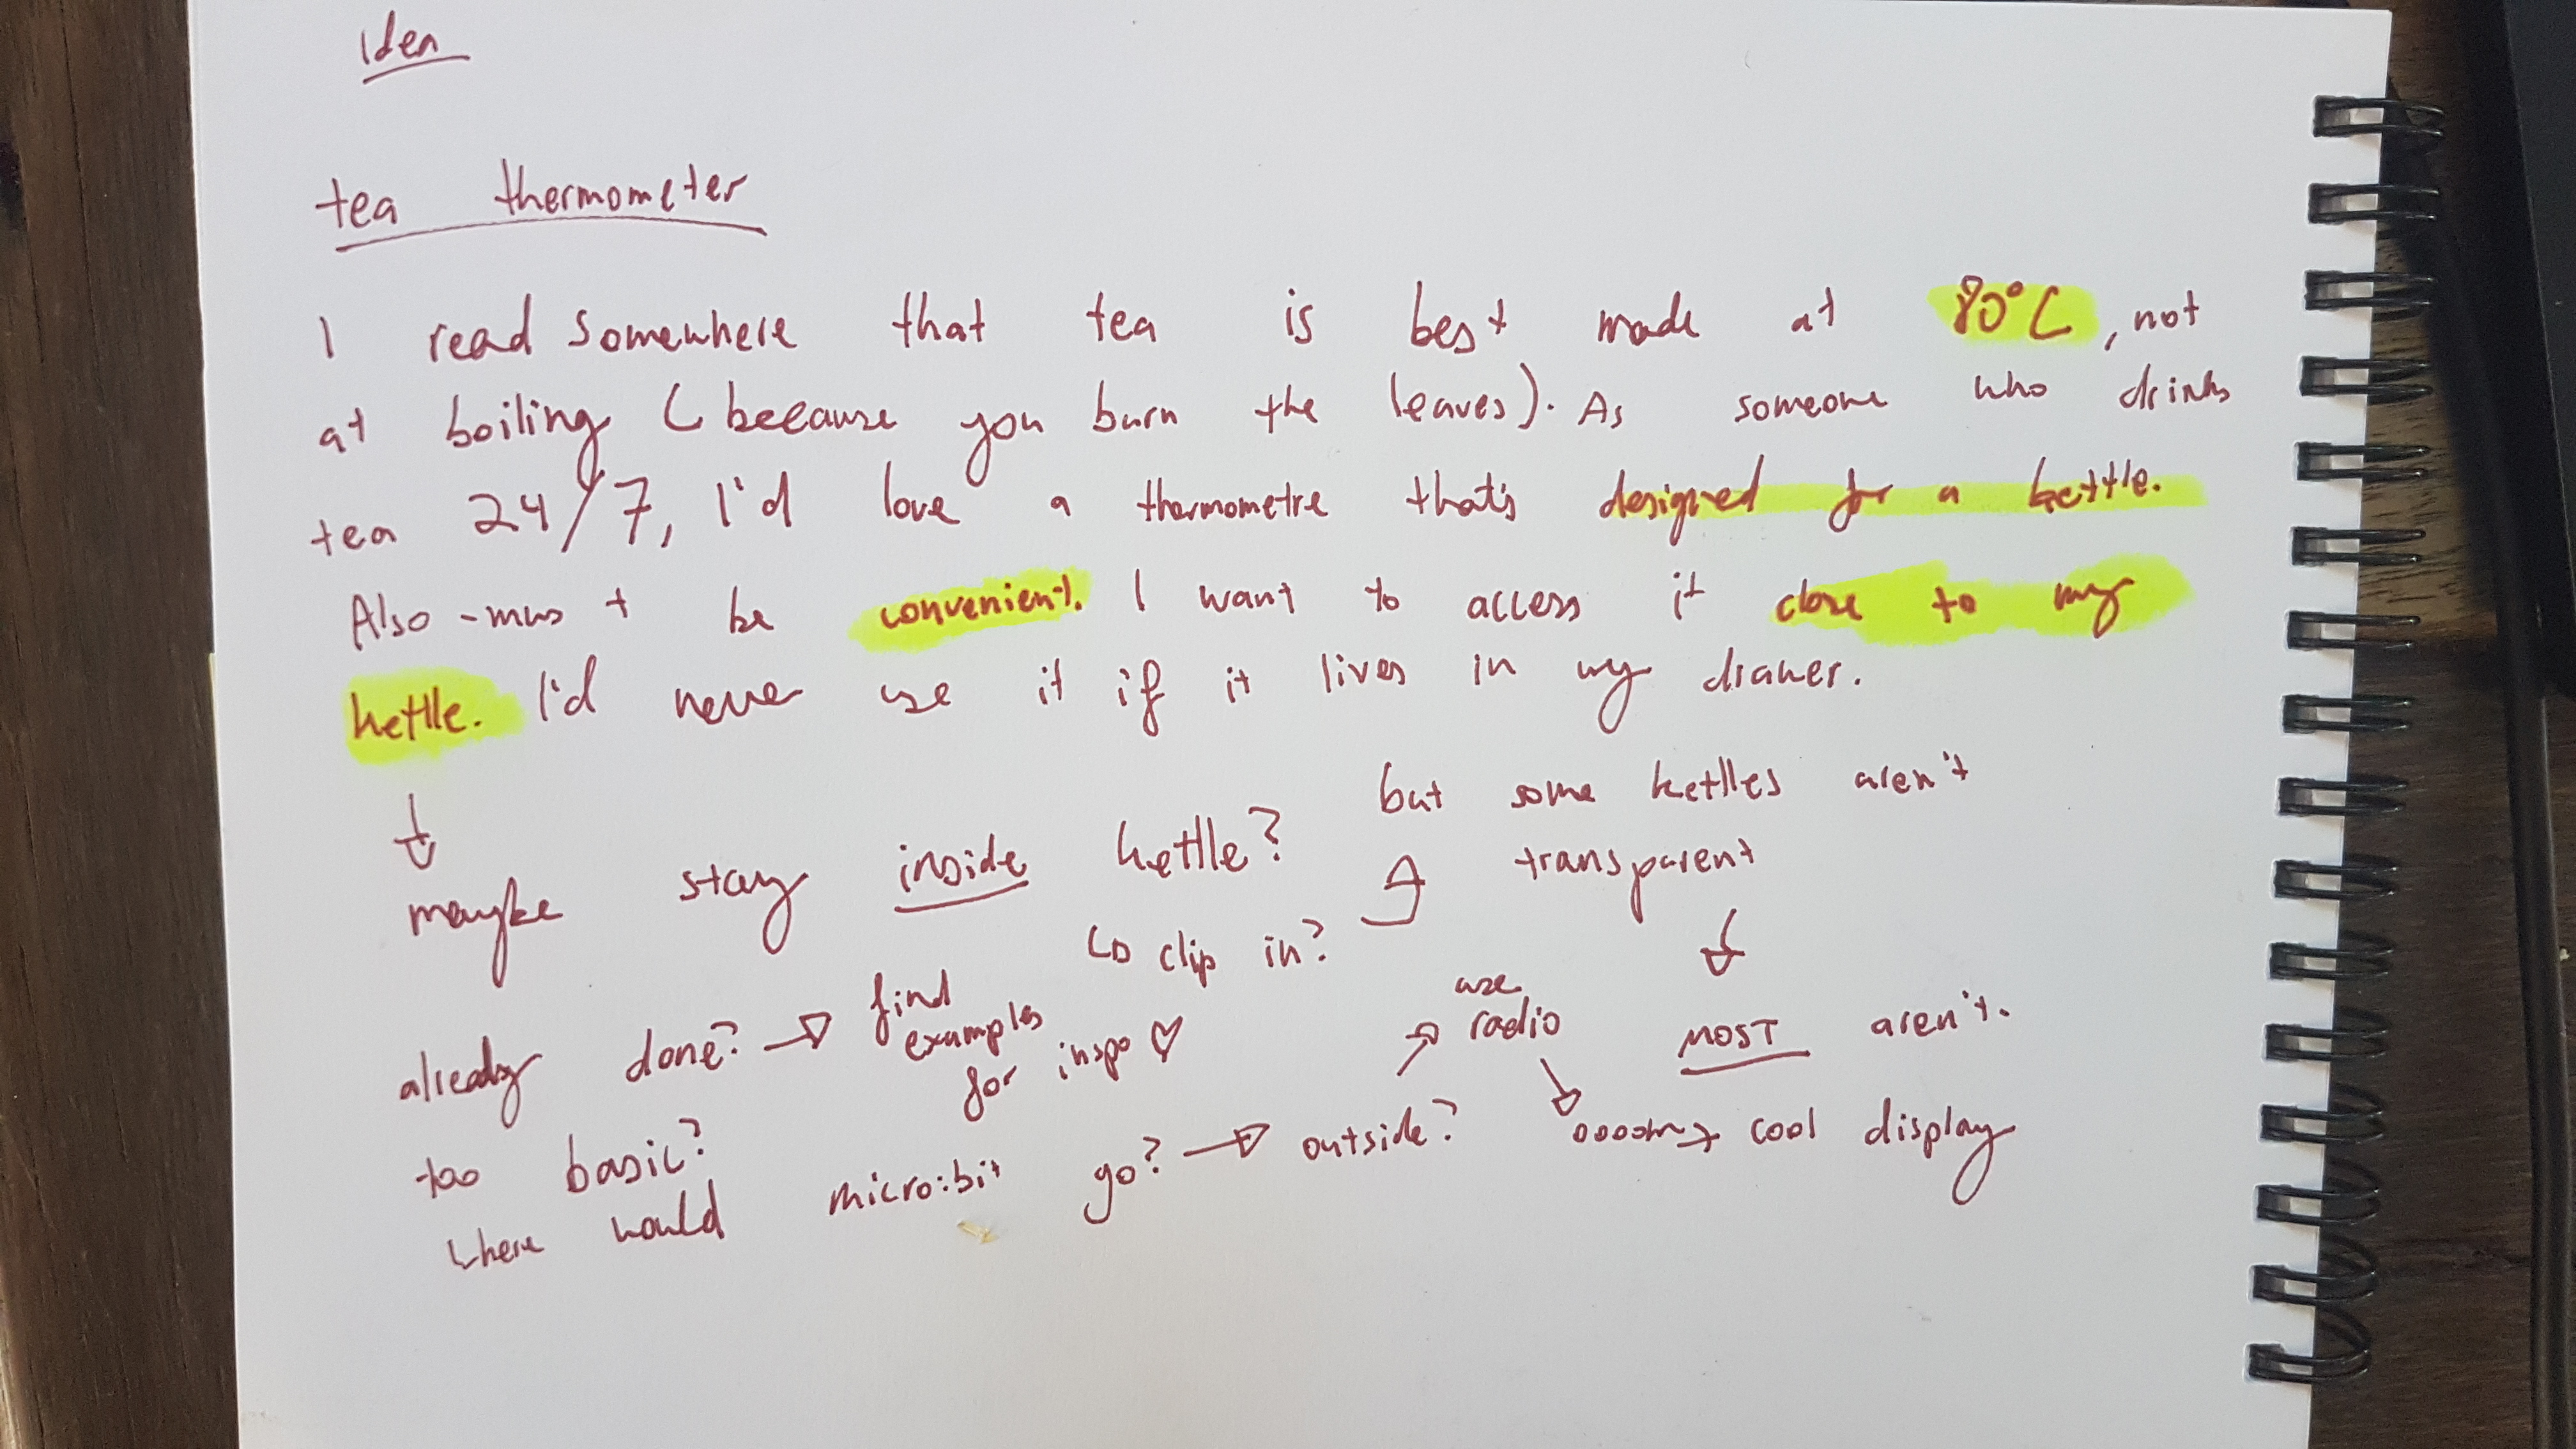 Idea
tea thermometer
I read somewhere that tea is best made at 80°C, not
at boiling (because you burn the leaves). As someone who drinks
tea 24/7, I'd love a thermometre that's designed for a kettle.
Also - mus + be convenient. I want to access it close to my
kettle. I'd never use it if it lives in my drawer.
but some kettles aren't
transparent
maybe stay inside kettle?
↳ clip in?
MOST aren't.
already done? → find
examples
for inspo
use
radio
too basic?
ooooh → cool display
where would micro:bit go? → outside?